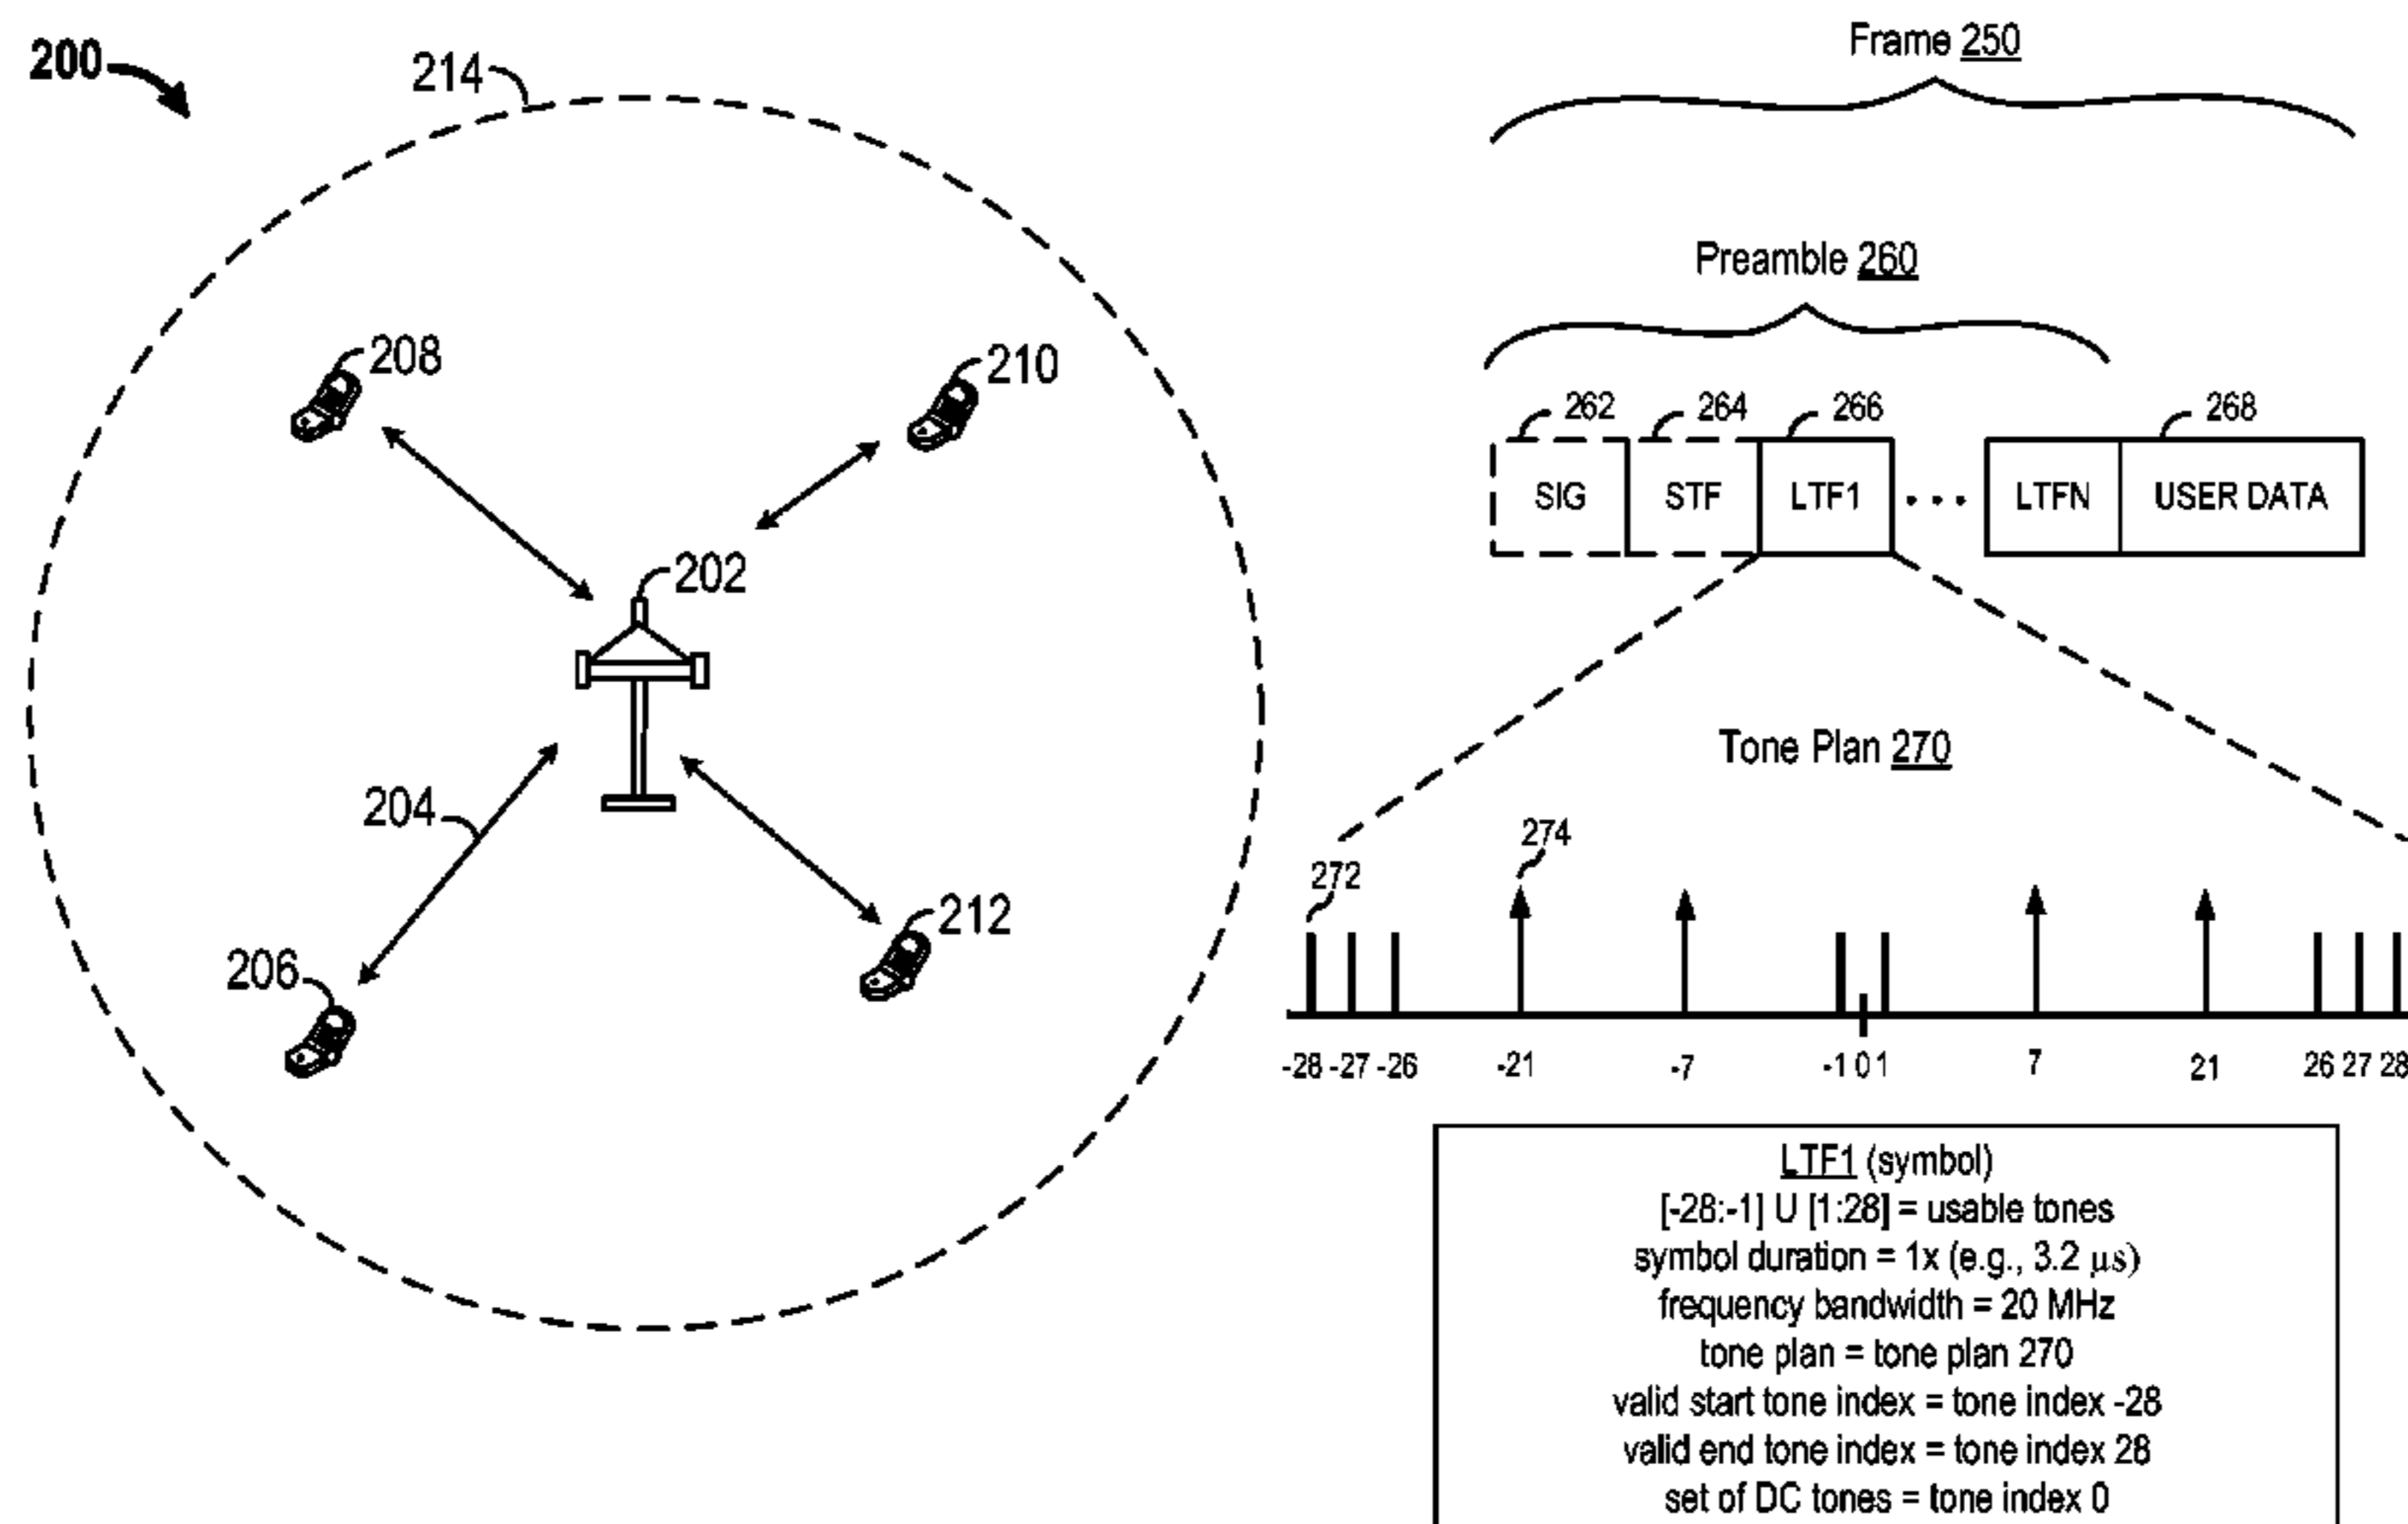 200
214
208
210
202
204
206
212
Frame 250
Preamble 260
262 264 266 268
SIG STF LTF1 ... LTFN USER DATA
Tone Plan 270
272
274
-28 -27 -26 -21 -7 -1 0 1 7 21 26 27 28
LTF1 (symbol)
[-28:-1] U [1:28] = usable tones
symbol duration = 1x (e.g., 3.2 μs)
frequency bandwidth = 20 MHz
tone plan = tone plan 270
valid start tone index = tone index -28
valid end tone index = tone index 28
set of DC tones = tone index 0